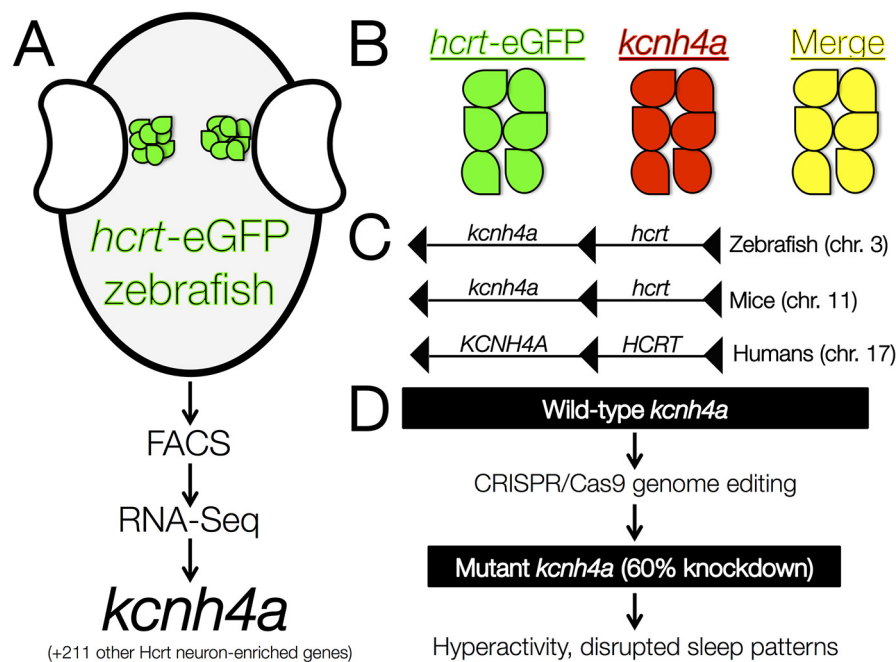 A
hcrt-eGFP
zebrafish
FACS
RNA-Seq
kcnh4a
(+211 other Hcrt neuron-enriched genes)
B
hcrt-eGFP kcnh4a Merge
C
kcnh4a hcrt Zebrafish (chr. 3)
kcnh4a hcrt Mice (chr. 11)
KCNH4A HCRT Humans (chr. 17)
D
Wild-type kcnh4a
CRISPR/Cas9 genome editing
Mutant kcnh4a (60% knockdown)
Hyperactivity, disrupted sleep patterns